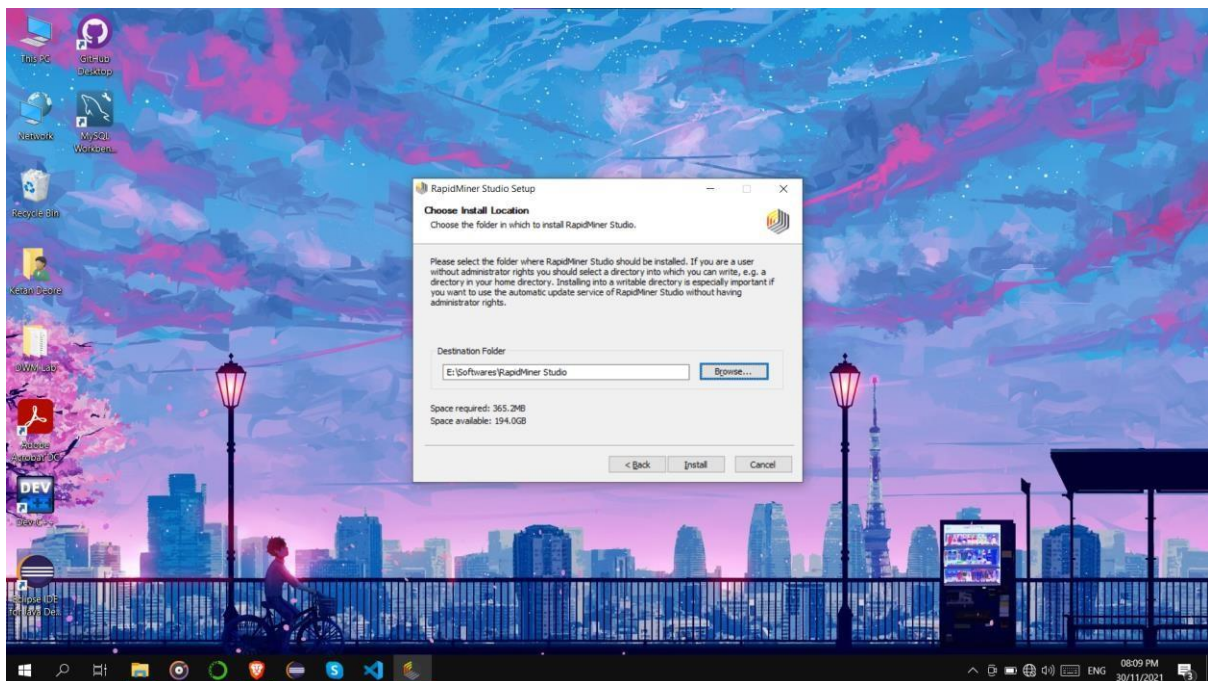 This PC
GitHub
Desktop
Network
MySQL
Workben...
Recycle Bin
Ketan Deore
DWM Lab
Adobe
Acrobat DC
DEV
C++
Dev-C++
Eclipse IDE
for Java De...
RapidMiner Studio Setup
Choose Install Location
Choose the folder in which to install RapidMiner Studio.
Please select the folder where RapidMiner Studio should be installed. If you are a user
without administrator rights you should select a directory into which you can write, e.g. a
directory in your home directory. Installing into a writable directory is especially important if
you want to use the automatic update service of RapidMiner Studio without having
administrator rights.
Destination Folder
E:\Softwares\RapidMiner Studio
Browse...
Space required: 365.2MB
Space available: 194.0GB
< Back
Install
Cancel
ENG
08:09 PM
30/11/2021
3